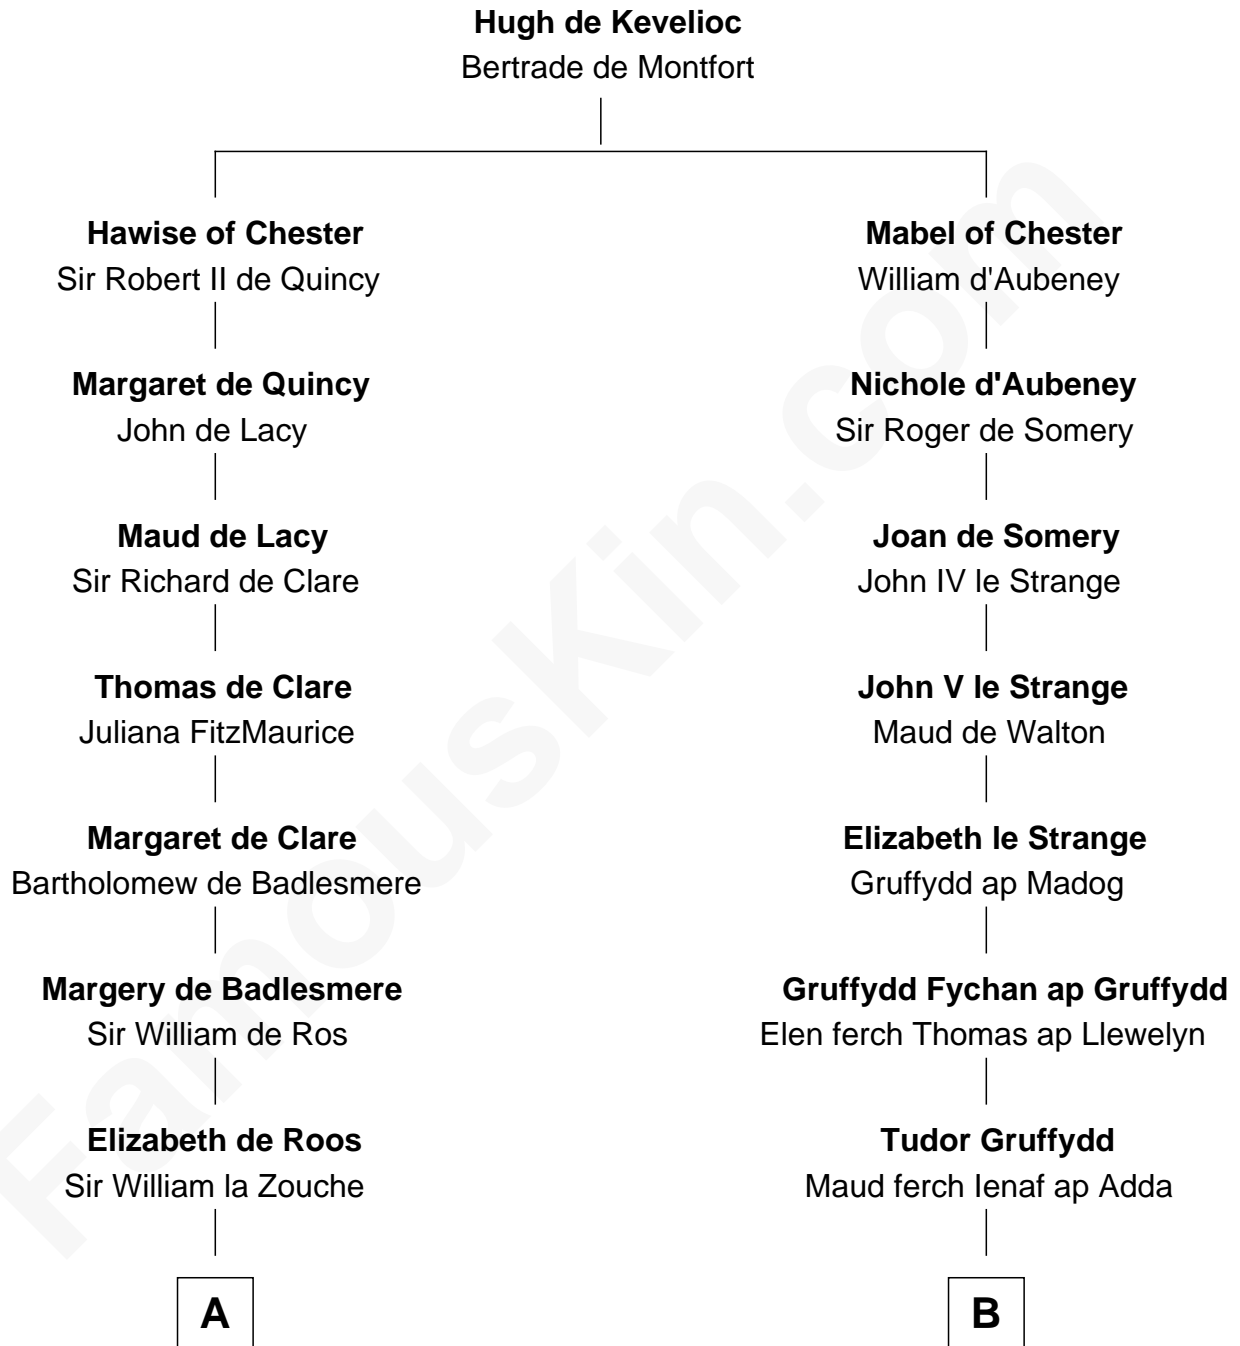 Hugh de Kevelioc
Bertrade de Montfort
Hawise of Chester
Sir Robert II de Quincy
Mabel of Chester
William d'Aubeney
Margaret de Quincy
John de Lacy
Nichole d'Aubeney
Sir Roger de Somery
Maud de Lacy
Sir Richard de Clare
Joan de Somery
John IV le Strange
Thomas de Clare
Juliana FitzMaurice
John V le Strange
Maud de Walton
Margaret de Clare
Bartholomew de Badlesmere
Elizabeth le Strange
Gruffydd ap Madog
Margery de Badlesmere
Sir William de Ros
Gruffydd Fychan ap Gruffydd
Elen ferch Thomas ap Llewelyn
Elizabeth de Roos
Sir William la Zouche
Tudor Gruffydd
Maud ferch Ienaf ap Adda
A
B
FamousKin.com